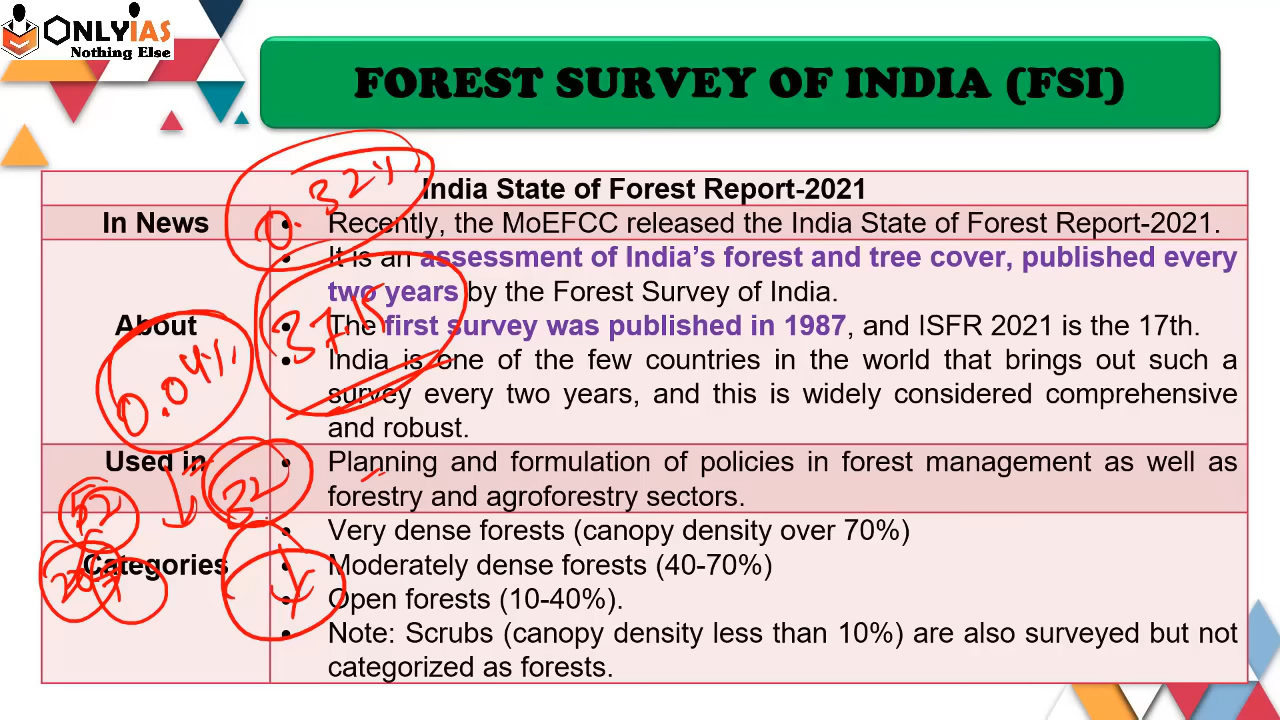 ONLYIAS
Nothing Else
FOREST SURVEY OF INDIA (FSI)
India State of Forest Report-2021
In News
• Recently, the MoEFCC released the India State of Forest Report-2021.
About
• It is an assessment of India's forest and tree cover, published every
two years by the Forest Survey of India.
• The first survey was published in 1987, and ISFR 2021 is the 17th.
• India is one of the few countries in the world that brings out such a
survey every two years, and this is widely considered comprehensive
and robust.
Used in
• Planning and formulation of policies in forest management as well as
forestry and agroforestry sectors.
Categories
• Very dense forests (canopy density over 70%)
• Moderately dense forests (40-70%)
• Open forests (10-40%).
• Note: Scrubs (canopy density less than 10%) are also surveyed but not
categorized as forests.
0.32%
0.04%
32
52